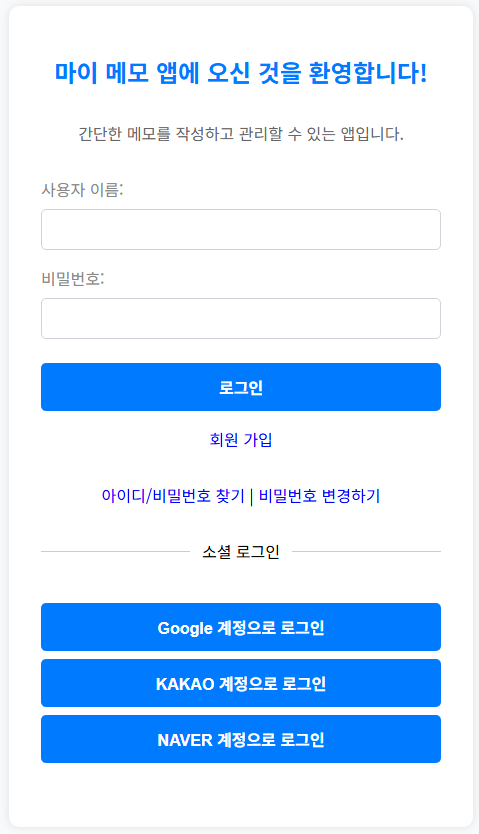 마이 메모 앱에 오신 것을 환영합니다!
간단한 메모를 작성하고 관리할 수 있는 앱입니다.
사용자 이름:
비밀번호:
로그인
회원 가입
아이디/비밀번호 찾기 | 비밀번호 변경하기
소셜 로그인
Google 계정으로 로그인
KAKAO 계정으로 로그인
NAVER 계정으로 로그인